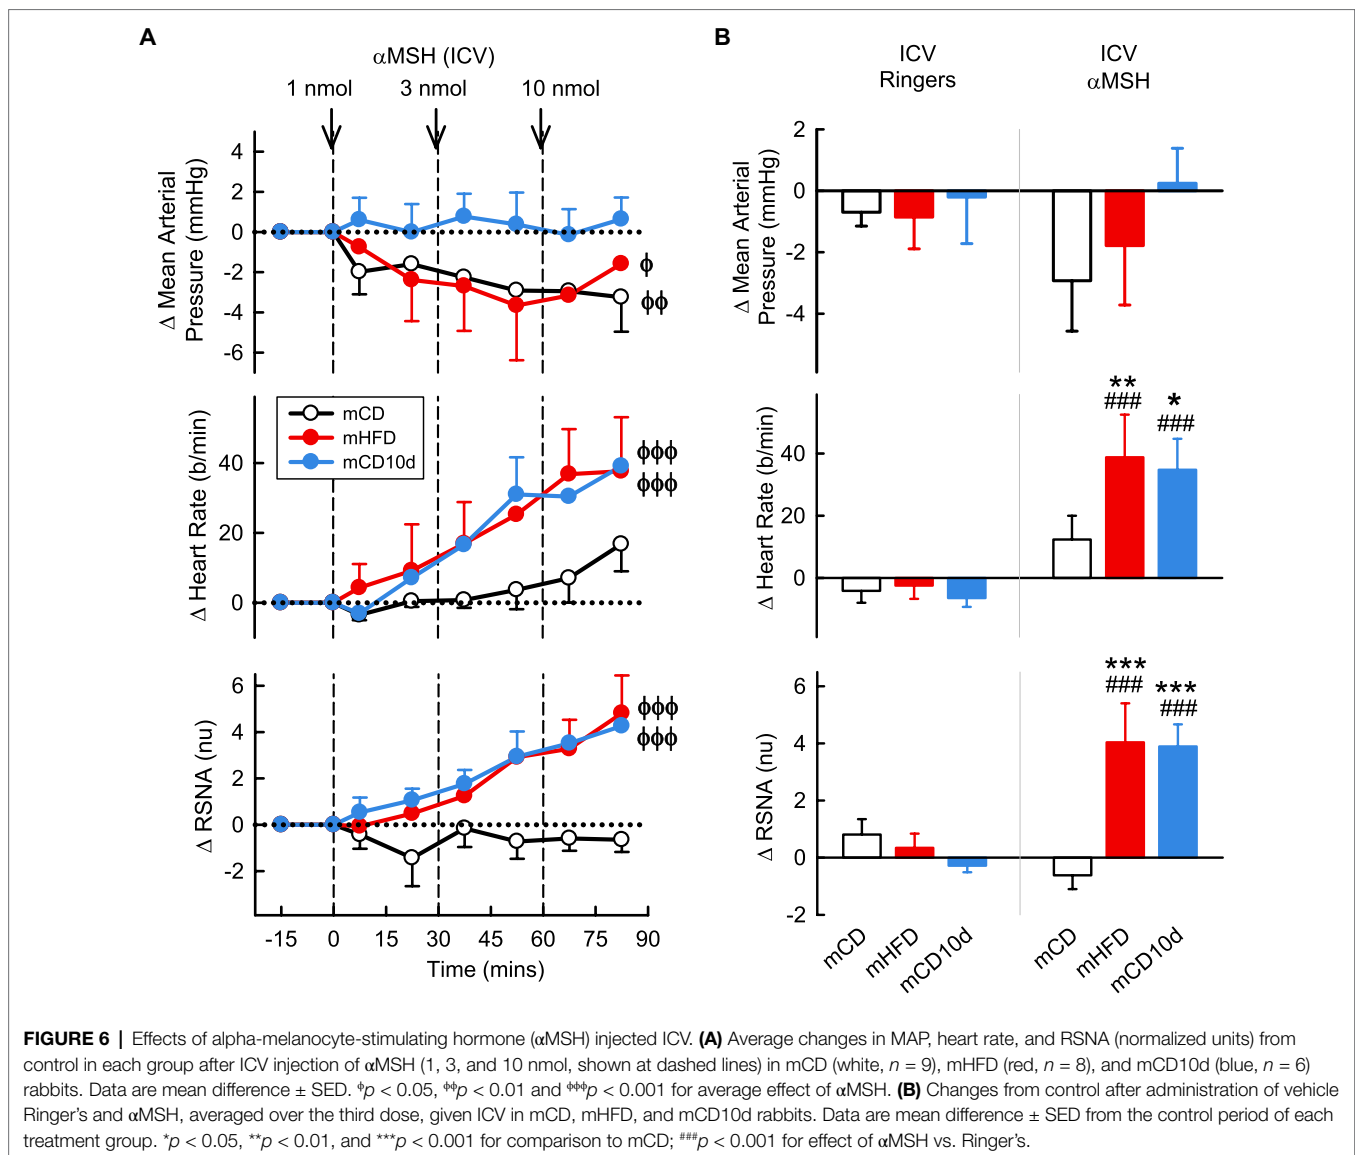 A
αMSH (ICV)
1 nmol 3 nmol 10 nmol
Δ Mean Arterial
Pressure (mmHg)
4
2
0
-2
-4
-6
ϕ
ϕϕ
Δ Heart Rate (b/min)
mCD
mHFD
mCD10d
40
20
0
ϕϕϕ
ϕϕϕ
Δ RSNA (nu)
6
4
2
0
-2
ϕϕϕ
ϕϕϕ
-15 0 15 30 45 60 75 90
Time (mins)
B
ICV
Ringers
ICV
αMSH
Δ Mean Arterial
Pressure (mmHg)
2
0
-2
-4
Δ Heart Rate (b/min)
40
20
0
**
###
*
###
Δ RSNA (nu)
6
4
2
0
-2
***
###
***
###
mCD mHFD mCD10d mCD mHFD mCD10d
FIGURE 6 | Effects of alpha-melanocyte-stimulating hormone (αMSH) injected ICV. (A) Average changes in MAP, heart rate, and RSNA (normalized units) from
control in each group after ICV injection of αMSH (1, 3, and 10 nmol, shown at dashed lines) in mCD (white, n = 9), mHFD (red, n = 8), and mCD10d (blue, n = 6)
rabbits. Data are mean difference ± SED. ϕp < 0.05, ϕϕp < 0.01 and ϕϕϕp < 0.001 for average effect of αMSH. (B) Changes from control after administration of vehicle
Ringer's and αMSH, averaged over the third dose, given ICV in mCD, mHFD, and mCD10d rabbits. Data are mean difference ± SED from the control period of each
treatment group. *p < 0.05, **p < 0.01, and ***p < 0.001 for comparison to mCD; ###p < 0.001 for effect of αMSH vs. Ringer's.